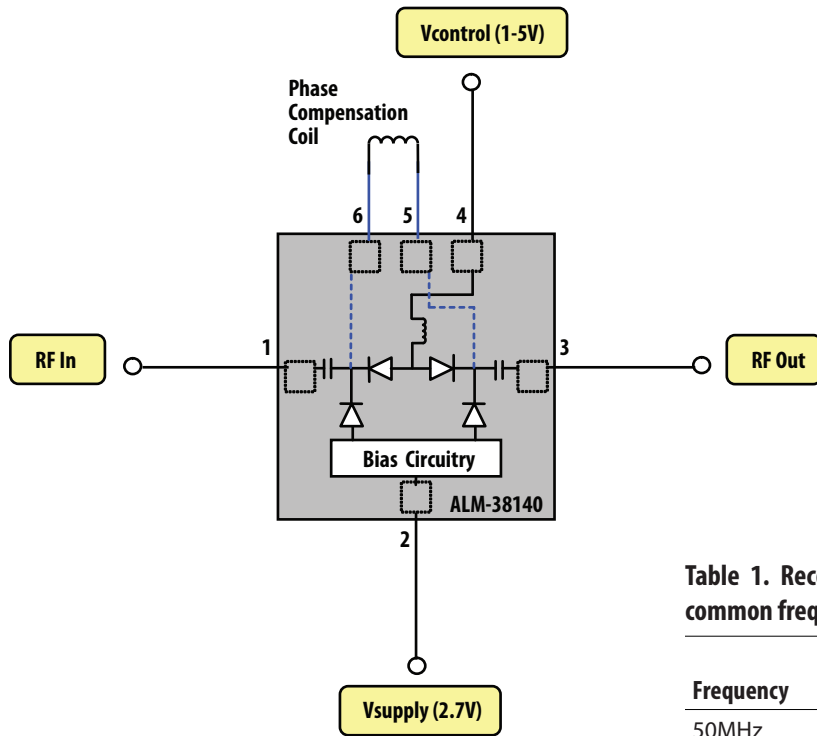 Vcontrol (1-5V)
Phase
Compensation
Coil
6 5 4
RF In
1
3
RF Out
Bias Circuitry
ALM-38140
2
Vsupply (2.7V)
Table 1. Reco
common freq
Frequency
50MHz